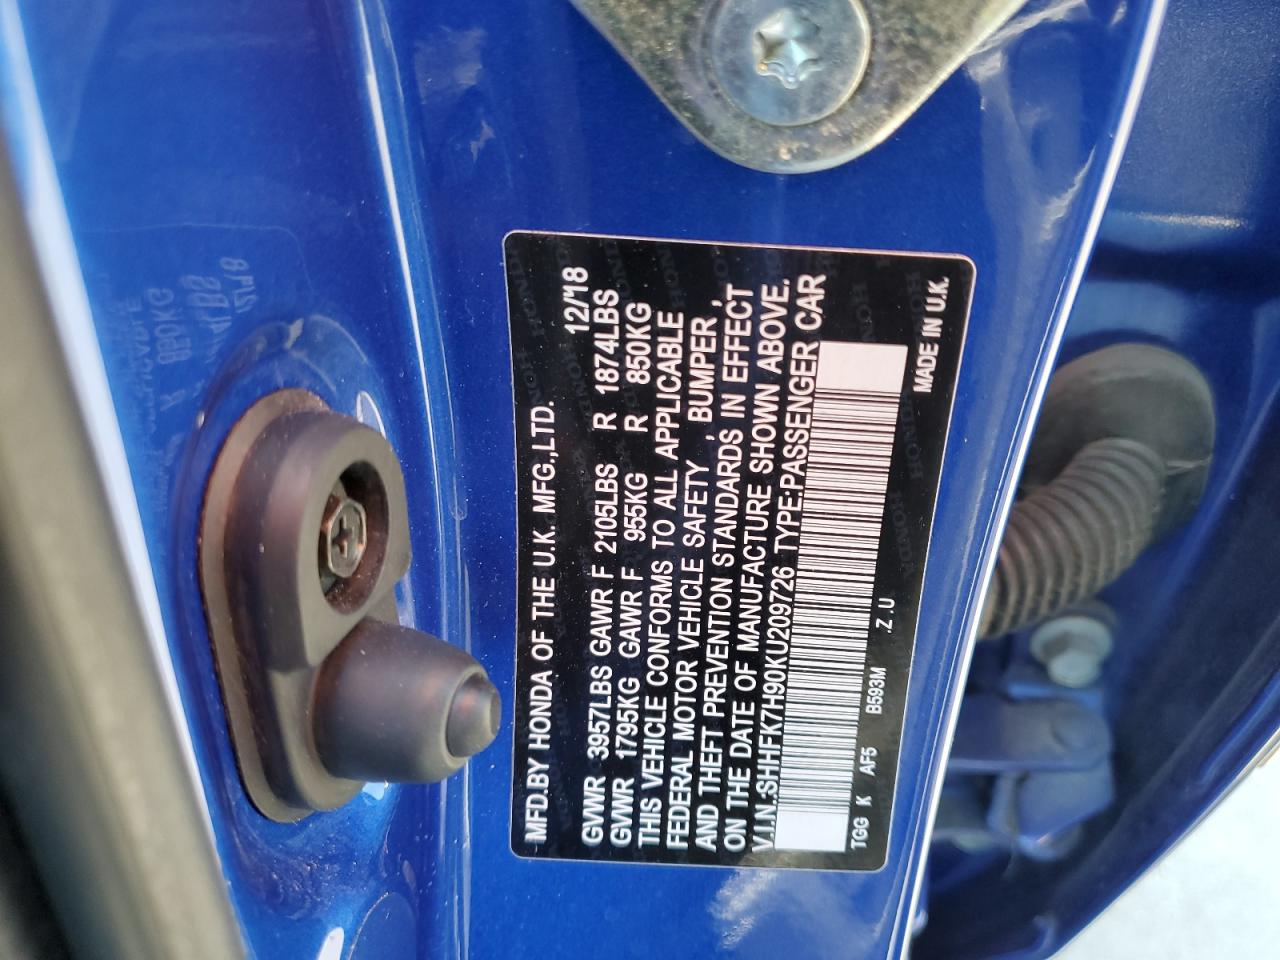 MFD.BY HONDA OF THE U.K. MFG.,LTD. 12/'18
GVWR 3957LBS GAWR F 2105LBS R 1874LBS
GVWR 1795KG GAWR F 955KG R 850KG
THIS VEHICLE CONFORMS TO ALL APPLICABLE
FEDERAL MOTOR VEHICLE SAFETY , BUMPER ,
AND THEFT PREVENTION STANDARDS IN EFFECT
ON THE DATE OF MANUFACTURE SHOWN ABOVE.
V.I.N.:SHHFK7H90KU209726 TYPE:PASSENGER CAR
TGG K AF5 B593M .Z .U MADE IN U.K.